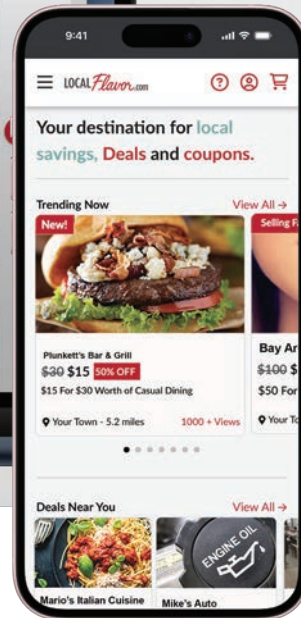 9:41
LOCAL Flavor.com
Your destination for local
savings, Deals and coupons.
Trending Now View All →
New!
Selling
Plunkett's Bar & Grill
$30 $15 50% OFF
$15 For $30 Worth of Casual Dining
Your Town - 5.2 miles 1000 + Views
Bay
$100 $
$50 For
Your
Deals Near You View All →
ENGINE OIL
Mario's Italian Cuisine
Mike's Auto